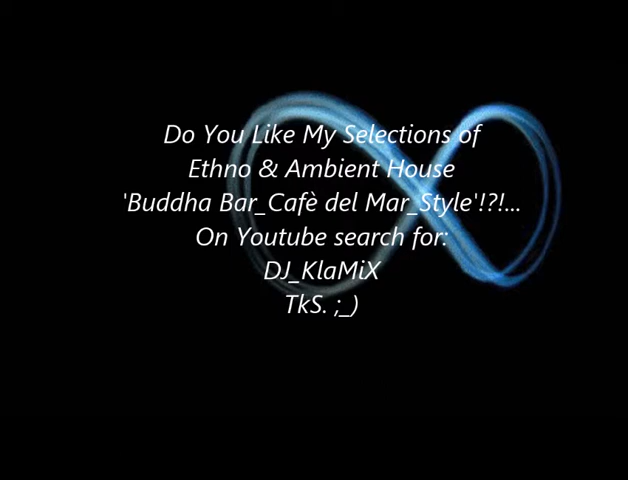 Do You Like My Selections of
Ethno & Ambient House
'Buddha Bar_Cafè del Mar_Style'!?!...
On Youtube search for:
DJ_KlaMiX
TkS. ;_)